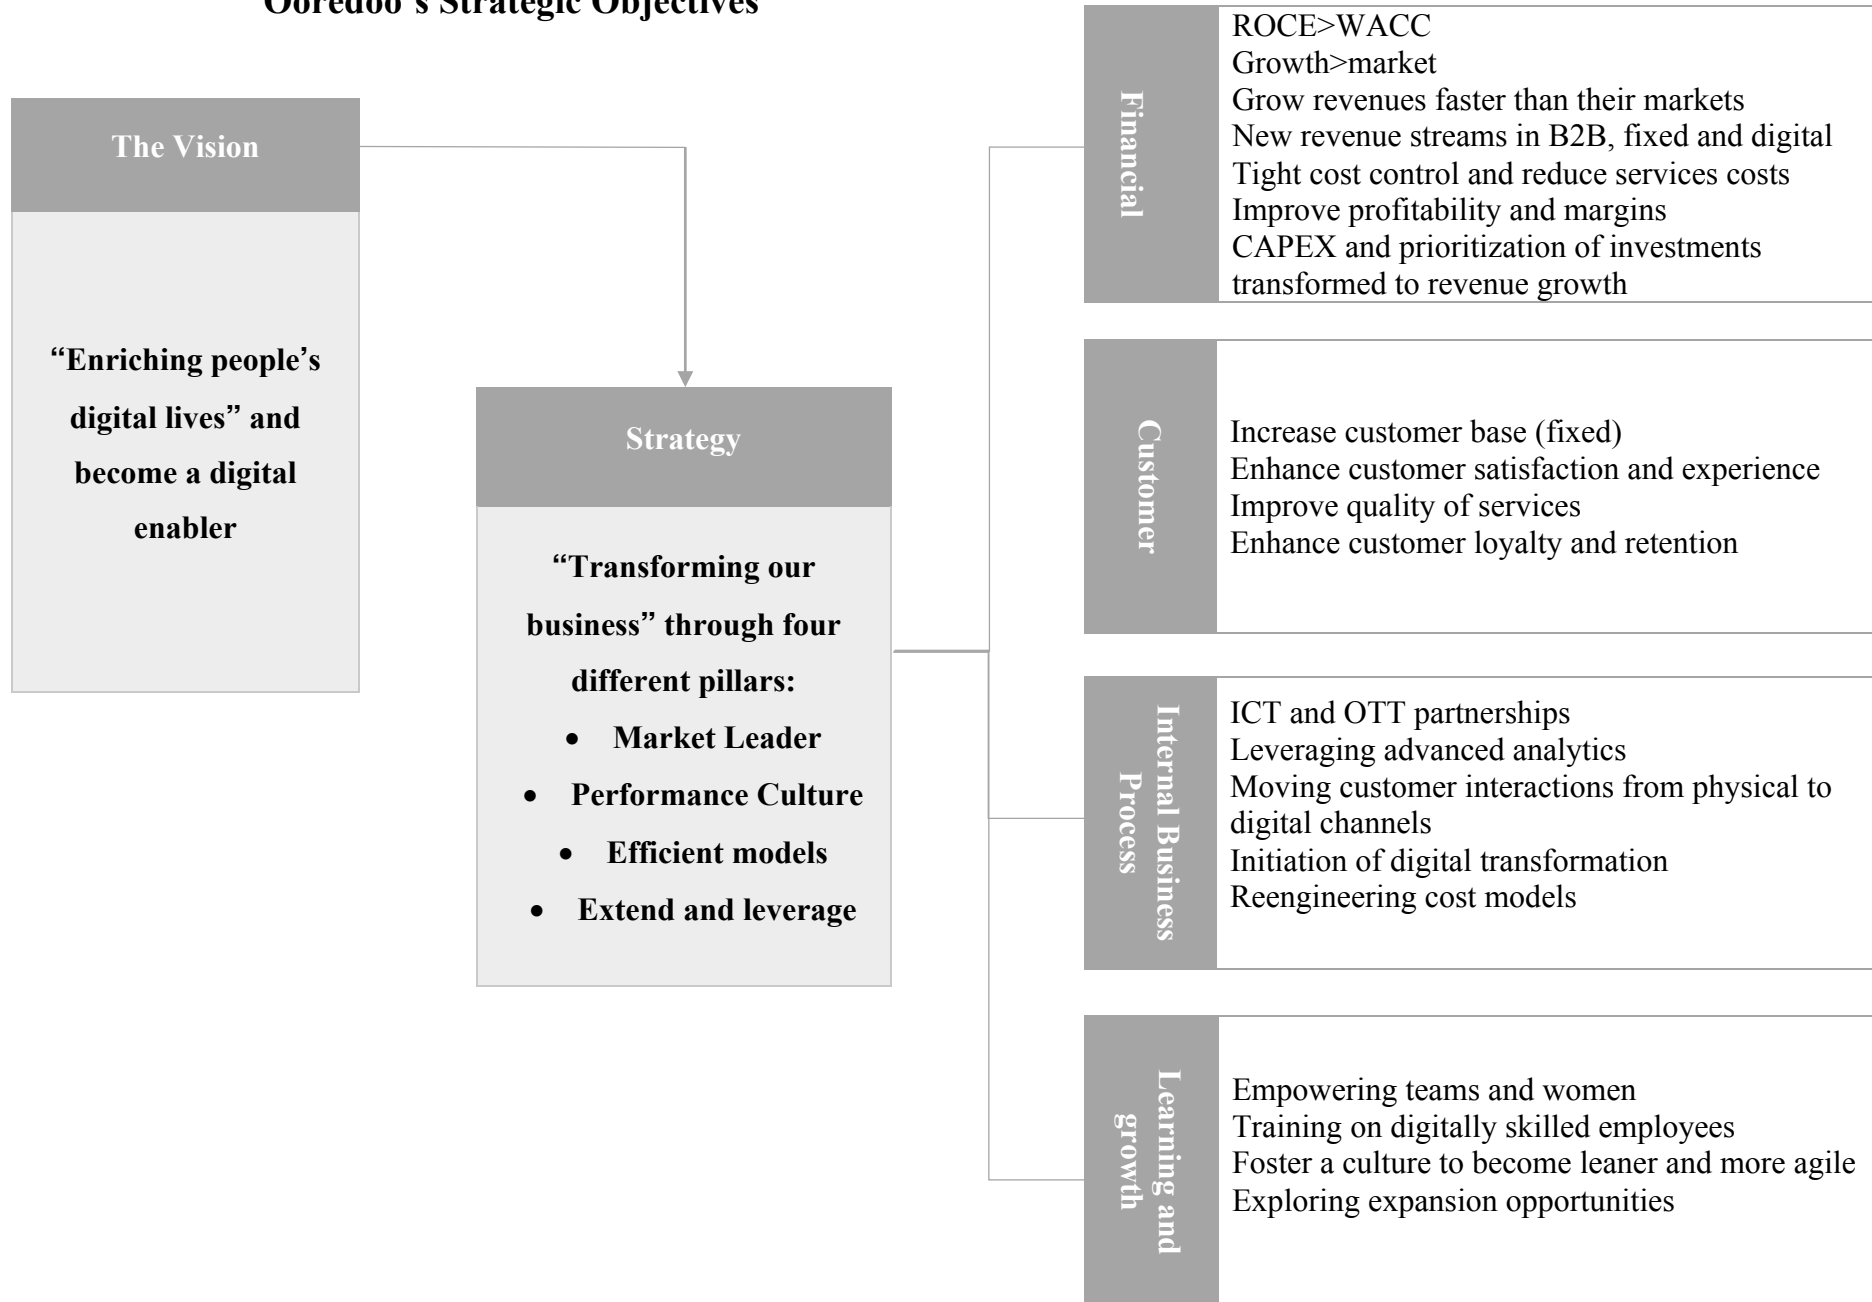 Ooredoo's Strategic Objectives
The Vision
“Enriching people’s
digital lives” and
become a digital
enabler
Strategy
“Transforming our
business” through four
different pillars:
• Market Leader
• Performance Culture
• Efficient models
• Extend and leverage
Financial
ROCE>WACC
Growth>market
Grow revenues faster than their markets
New revenue streams in B2B, fixed and digital
Tight cost control and reduce services costs
Improve profitability and margins
CAPEX and prioritization of investments
transformed to revenue growth
Customer
Increase customer base (fixed)
Enhance customer satisfaction and experience
Improve quality of services
Enhance customer loyalty and retention
Internal Business
Process
ICT and OTT partnerships
Leveraging advanced analytics
Moving customer interactions from physical to
digital channels
Initiation of digital transformation
Reengineering cost models
Learning and
growth
Empowering teams and women
Training on digitally skilled employees
Foster a culture to become leaner and more agile
Exploring expansion opportunities